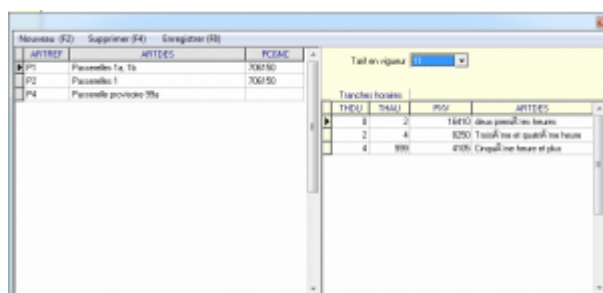 Nouveau (F2) Supprimer (F4) Enregistrer (F8)
ARTREF ARTDES PCGNC
P1 Passerelles 1a, 1b 706150
P2 Passerelles 1 706150
P4 Passerelle provisoire 99a
Tarif en vigueur 11
Tranches horaires
THDU THAU PXV ARTDES
0 2 16410 deux premiÃ¨res heures
2 4 8250 TroisiÃ¨me et quatriÃ¨me heure
4 999 4105 CinquiÃ¨me heure et plus